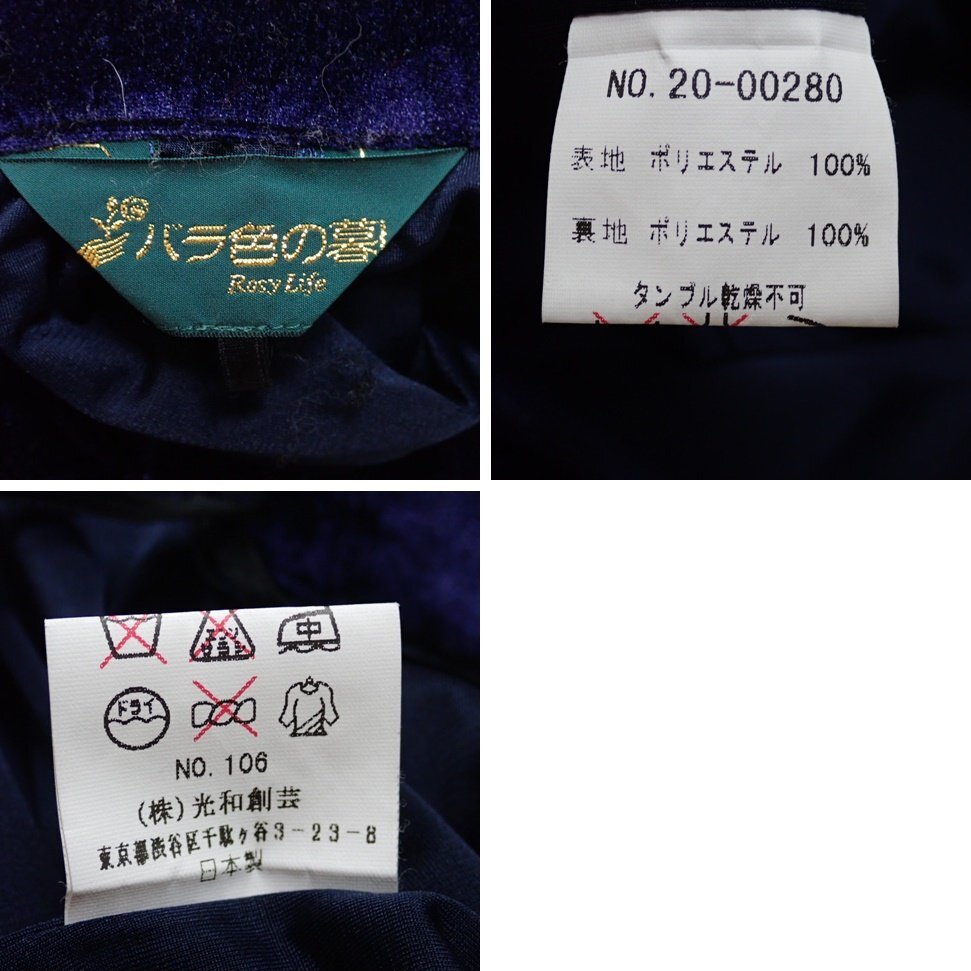 バラ色の暮
Rosy Life
NO. 20-00280
表地 ポリエステル 100%
裏地 ポリエステル 100%
タンブル乾燥不可
中
ドライ
NO. 106
(株)光和創芸
東京都渋谷区千駄ヶ谷3-23-8
日本製